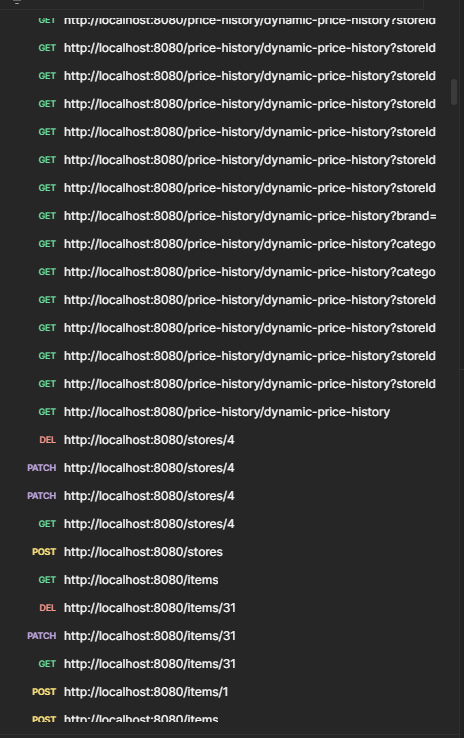 GET http://localhost:8080/price-history/dynamic-price-history?storeId
GET http://localhost:8080/price-history/dynamic-price-history?storeId
GET http://localhost:8080/price-history/dynamic-price-history?storeId
GET http://localhost:8080/price-history/dynamic-price-history?storeId
GET http://localhost:8080/price-history/dynamic-price-history?storeId
GET http://localhost:8080/price-history/dynamic-price-history?storeId
GET http://localhost:8080/price-history/dynamic-price-history?storeId
GET http://localhost:8080/price-history/dynamic-price-history?brand=
GET http://localhost:8080/price-history/dynamic-price-history?catego
GET http://localhost:8080/price-history/dynamic-price-history?catego
GET http://localhost:8080/price-history/dynamic-price-history?storeId
GET http://localhost:8080/price-history/dynamic-price-history?storeId
GET http://localhost:8080/price-history/dynamic-price-history?storeId
GET http://localhost:8080/price-history/dynamic-price-history?storeId
GET http://localhost:8080/price-history/dynamic-price-history
DEL http://localhost:8080/stores/4
PATCH http://localhost:8080/stores/4
PATCH http://localhost:8080/stores/4
GET http://localhost:8080/stores/4
POST http://localhost:8080/stores
GET http://localhost:8080/items
DEL http://localhost:8080/items/31
PATCH http://localhost:8080/items/31
GET http://localhost:8080/items/31
POST http://localhost:8080/items/1
POST http://localhost:8080/items